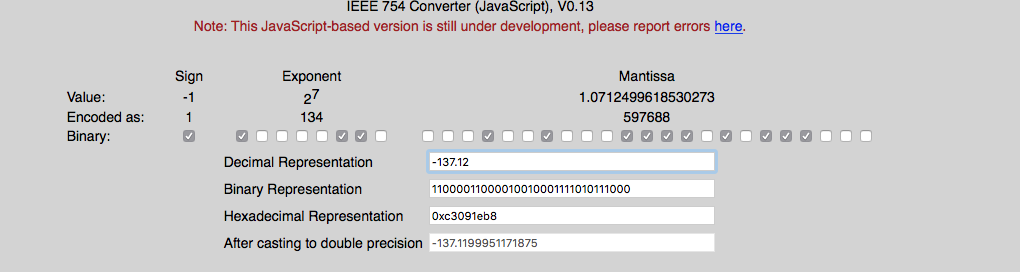 IEEE 754 Converter (JavaScript), V0.13
Note: This JavaScript-based version is still under development, please report errors here.
Sign Exponent Mantissa
Value: -1 2^7 1.0712499618530273
Encoded as: 1 134 597688
Binary:
Decimal Representation -137.12
Binary Representation 11000011000010010001111010111000
Hexadecimal Representation 0xc3091eb8
After casting to double precision -137.1199951171875